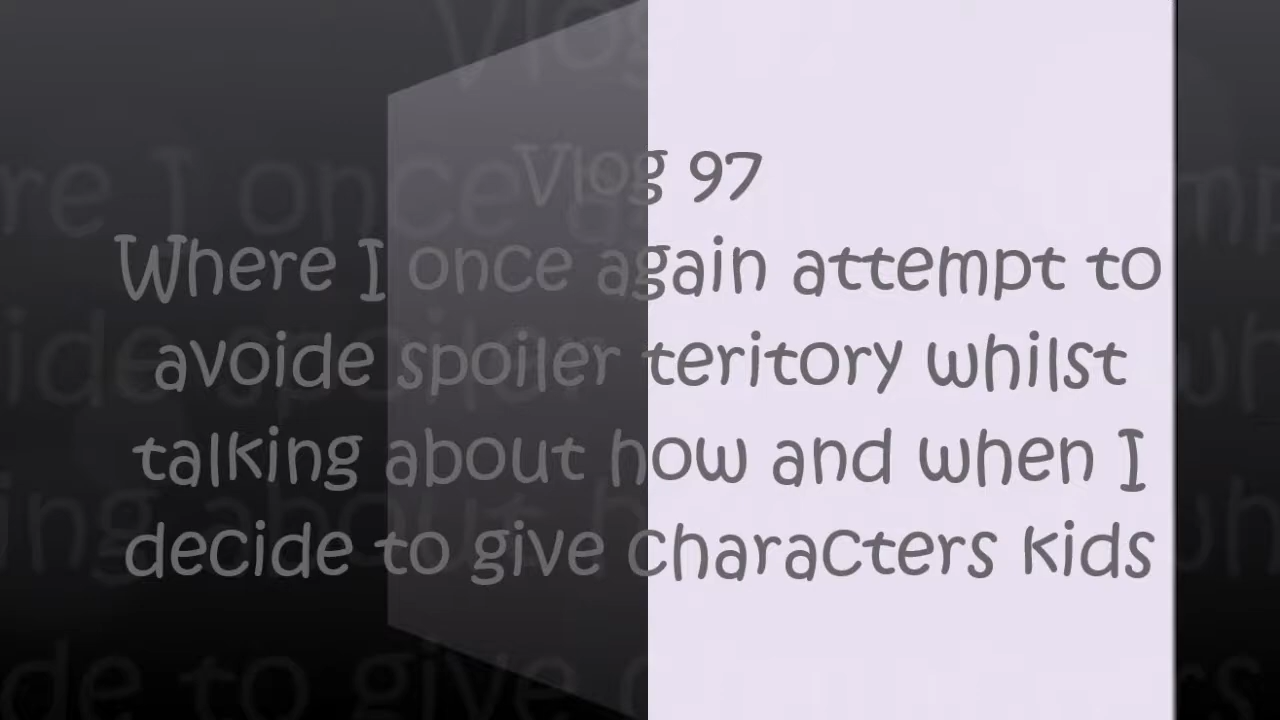 Vlog 97
Where I once again attempt to
avoide spoiler teritory whilst
talking about how and when I
decide to give characters kids